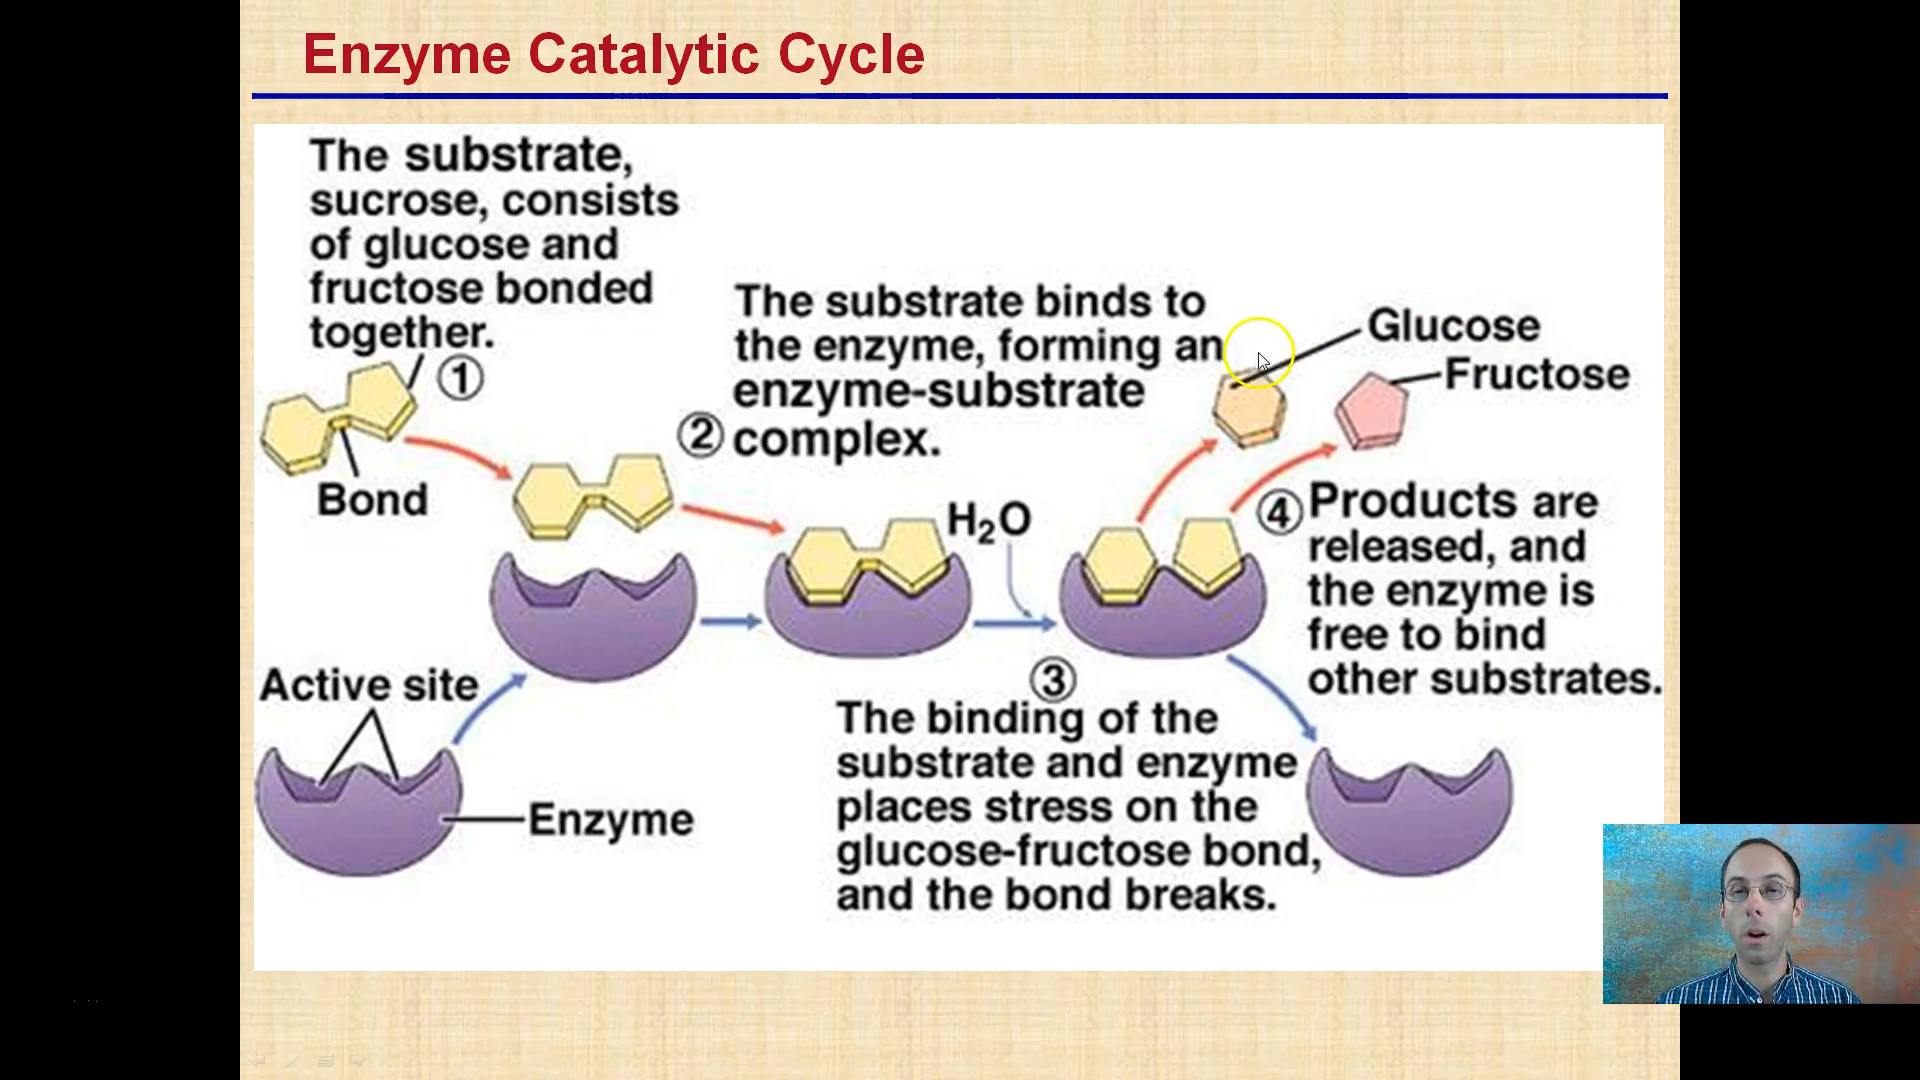 Enzyme Catalytic Cycle
The substrate,
sucrose, consists
of glucose and
fructose bonded
together.
①
Bond
The substrate binds to
the enzyme, forming an
enzyme-substrate
② complex.
Glucose
Fructose
H₂O
④ Products are
released, and
the enzyme is
free to bind
other substrates.
Active site
Enzyme
③
The binding of the
substrate and enzyme
places stress on the
glucose-fructose bond,
and the bond breaks.